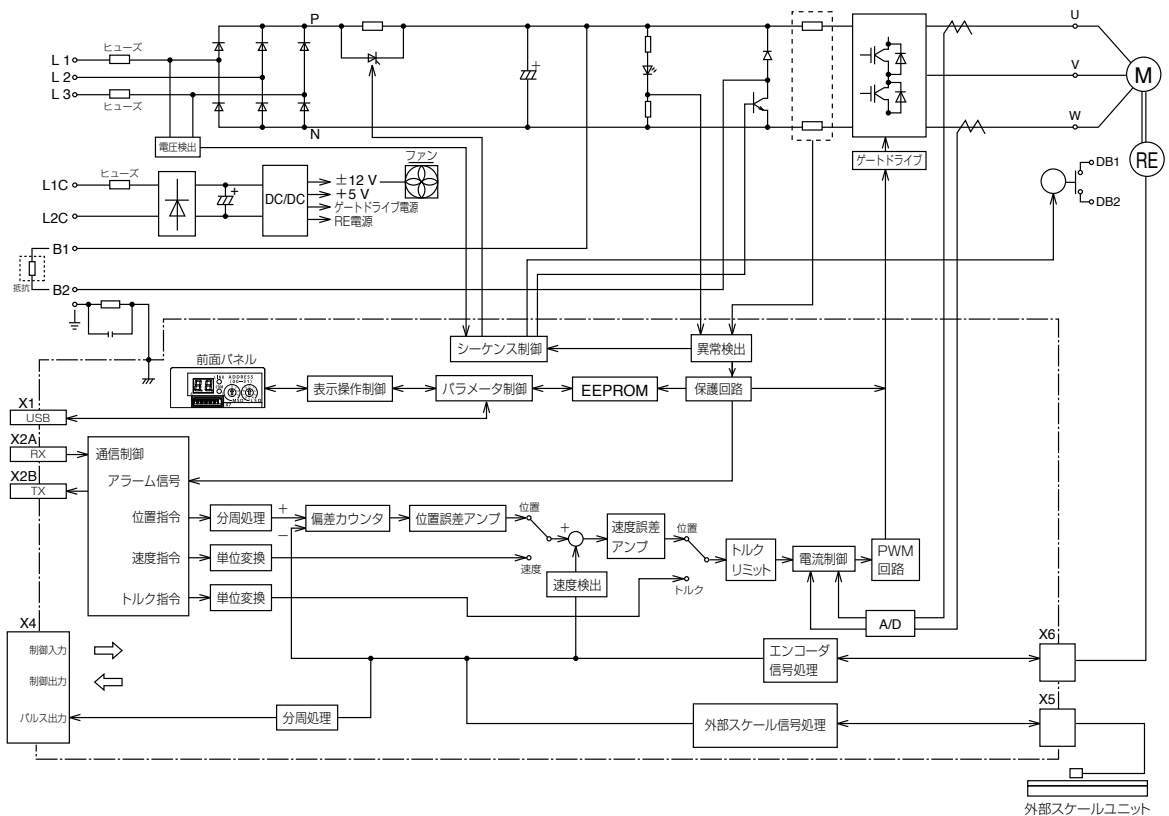 P
U
ヒューズ
L 1
L 2
V
M
L 3
ヒューズ
W
N
電圧検出
ゲートドライブ
RE
ヒューズ
ファン
DB1
L1C
±12 V
+5 V
DC/DC
ゲートドライブ電源
RE電源
DB2
L2C
B1
抵抗
B2
シーケンス制御
異常検出
前面パネル
ADDRESS
表示操作制御
パラメータ制御
EEPROM
保護回路
X1
USB
X2A
RX
通信制御
X2B
TX
アラーム信号
位置指令
分周処理
+
−
偏差カウンタ
位置誤差アンプ
位置
+
速度誤差
アンプ
位置
速度指令
単位変換
速度
トルク
リミット
電流制御
PWM
回路
速度検出
トルク
トルク指令
単位変換
A/D
X4
制御入力
エンコーダ
信号処理
X6
制御出力
パルス出力
分周処理
外部スケール信号処理
X5
外部スケールユニット